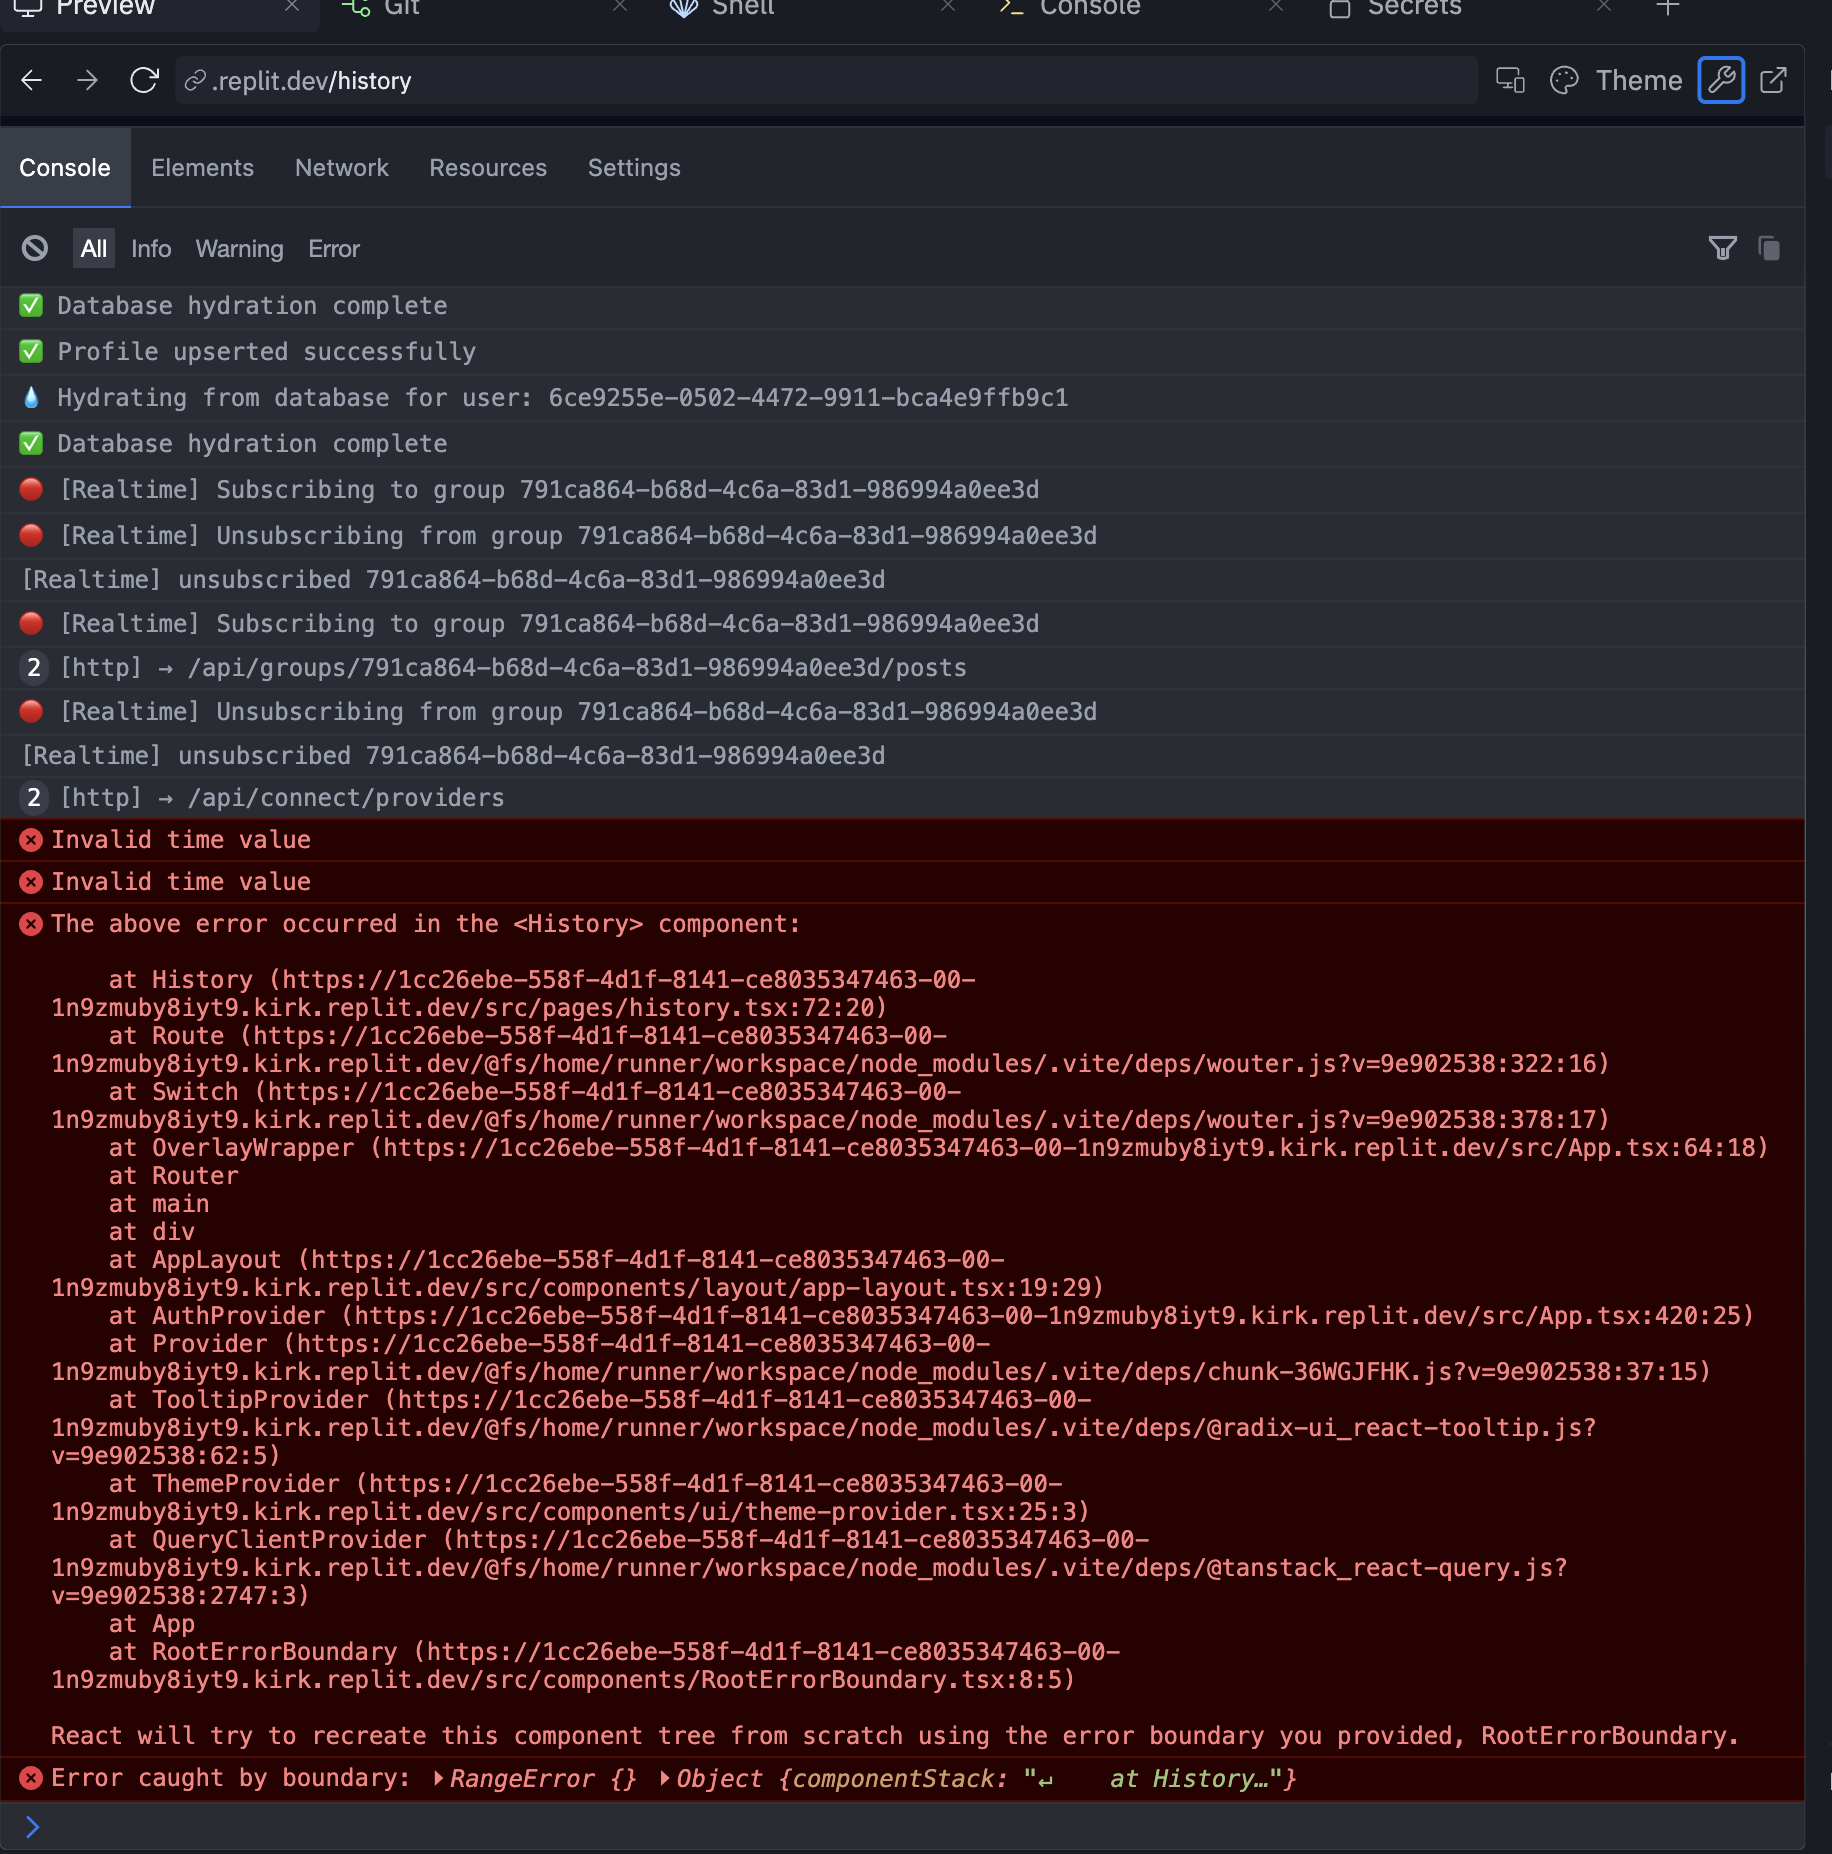 Preview
Git
Shell
Console
Secrets
.replit.dev/history
Theme
Console Elements Network Resources Settings
All Info Warning Error
✅ Database hydration complete
✅ Profile upserted successfully
💧 Hydrating from database for user: 6ce9255e-0502-4472-9911-bca4e9ffb9c1
✅ Database hydration complete
🔴 [Realtime] Subscribing to group 791ca864-b68d-4c6a-83d1-986994a0ee3d
🔴 [Realtime] Unsubscribing from group 791ca864-b68d-4c6a-83d1-986994a0ee3d
[Realtime] unsubscribed 791ca864-b68d-4c6a-83d1-986994a0ee3d
🔴 [Realtime] Subscribing to group 791ca864-b68d-4c6a-83d1-986994a0ee3d
2 [http] → /api/groups/791ca864-b68d-4c6a-83d1-986994a0ee3d/posts
🔴 [Realtime] Unsubscribing from group 791ca864-b68d-4c6a-83d1-986994a0ee3d
[Realtime] unsubscribed 791ca864-b68d-4c6a-83d1-986994a0ee3d
2 [http] → /api/connect/providers
Invalid time value
Invalid time value
The above error occurred in the <History> component:
at History (https://1cc26ebe-558f-4d1f-8141-ce8035347463-00-
1n9zmuby8iyt9.kirk.replit.dev/src/pages/history.tsx:72:20)
at Route (https://1cc26ebe-558f-4d1f-8141-ce8035347463-00-
1n9zmuby8iyt9.kirk.replit.dev/@fs/home/runner/workspace/node_modules/.vite/deps/wouter.js?v=9e902538:322:16)
at Switch (https://1cc26ebe-558f-4d1f-8141-ce8035347463-00-
1n9zmuby8iyt9.kirk.replit.dev/@fs/home/runner/workspace/node_modules/.vite/deps/wouter.js?v=9e902538:378:17)
at OverlayWrapper (https://1cc26ebe-558f-4d1f-8141-ce8035347463-00-1n9zmuby8iyt9.kirk.replit.dev/src/App.tsx:64:18)
at Router
at main
at div
at AppLayout (https://1cc26ebe-558f-4d1f-8141-ce8035347463-00-
1n9zmuby8iyt9.kirk.replit.dev/src/components/layout/app-layout.tsx:19:29)
at AuthProvider (https://1cc26ebe-558f-4d1f-8141-ce8035347463-00-1n9zmuby8iyt9.kirk.replit.dev/src/App.tsx:420:25)
at Provider (https://1cc26ebe-558f-4d1f-8141-ce8035347463-00-
1n9zmuby8iyt9.kirk.replit.dev/@fs/home/runner/workspace/node_modules/.vite/deps/chunk-36WGJFHK.js?v=9e902538:37:15)
at TooltipProvider (https://1cc26ebe-558f-4d1f-8141-ce8035347463-00-
1n9zmuby8iyt9.kirk.replit.dev/@fs/home/runner/workspace/node_modules/.vite/deps/@radix-ui_react-tooltip.js?
v=9e902538:62:5)
at ThemeProvider (https://1cc26ebe-558f-4d1f-8141-ce8035347463-00-
1n9zmuby8iyt9.kirk.replit.dev/src/components/ui/theme-provider.tsx:25:3)
at QueryClientProvider (https://1cc26ebe-558f-4d1f-8141-ce8035347463-00-
1n9zmuby8iyt9.kirk.replit.dev/@fs/home/runner/workspace/node_modules/.vite/deps/@tanstack_react-query.js?
v=9e902538:2747:3)
at App
at RootErrorBoundary (https://1cc26ebe-558f-4d1f-8141-ce8035347463-00-
1n9zmuby8iyt9.kirk.replit.dev/src/components/RootErrorBoundary.tsx:8:5)
React will try to recreate this component tree from scratch using the error boundary you provided, RootErrorBoundary.
Error caught by boundary: ▶RangeError {} ▶Object {componentStack: "↵    at History…"}